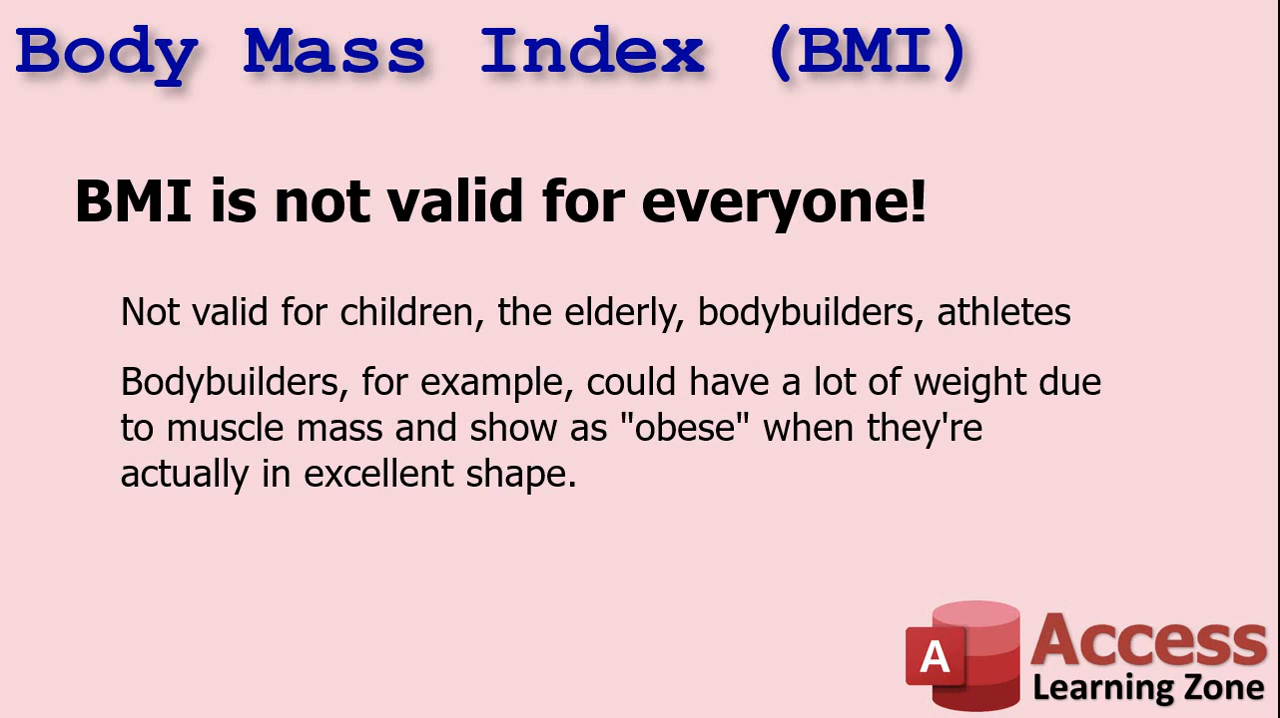 Body Mass Index (BMI)
BMI is not valid for everyone!
Not valid for children, the elderly, bodybuilders, athletes
Bodybuilders, for example, could have a lot of weight due
to muscle mass and show as "obese" when they're
actually in excellent shape.
A
Access
Learning Zone